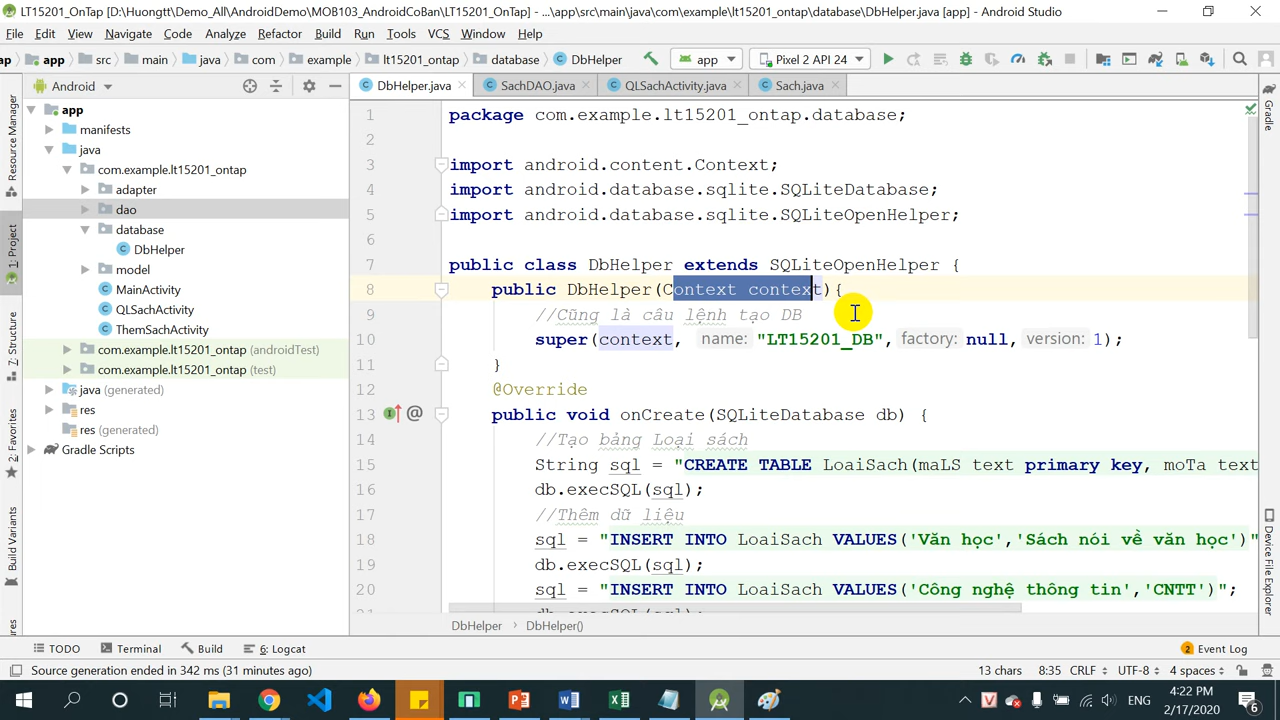 LT15201_OnTap [D:\Huongtt\Demo_All\AndroidDemo\MOB103_AndroidCoBan\LT15201_OnTap] - ...\app\src\main\java\com\example\lt15201_ontap\database\DbHelper.java [app] - Android Studio
File Edit View Navigate Code Analyze Refactor Build Run Tools VCS Window Help
ap app src main java com example lt15201_ontap database DbHelper app Pixel 2 API 24
Android
DbHelper.java SachDAO.java QLSachActivity.java Sach.java
Resource Manager
1: Project
7: Structure
2: Favorites
Build Variants
app
manifests
java
com.example.lt15201_ontap
adapter
dao
database
DbHelper
model
MainActivity
QLSachActivity
ThemSachActivity
com.example.lt15201_ontap (androidTest)
com.example.lt15201_ontap (test)
java (generated)
res
res (generated)
Gradle Scripts
1 package com.example.lt15201_ontap.database;
2
3 import android.content.Context;
4 import android.database.sqlite.SQLiteDatabase;
5 import android.database.sqlite.SQLiteOpenHelper;
6
7 public class DbHelper extends SQLiteOpenHelper {
8 public DbHelper(Context context){
9 //Cũng là câu lệnh tạo DB
10 super(context, name: "LT15201_DB", factory: null, version: 1);
11 }
12 @Override
13 public void onCreate(SQLiteDatabase db) {
14 //Tạo bảng Loại sách
15 String sql = "CREATE TABLE LoaiSach(maLS text primary key, moTa text
16 db.execSQL(sql);
17 //Thêm dữ liệu
18 sql = "INSERT INTO LoaiSach VALUES('Văn học','Sách nói về văn học')"
19 db.execSQL(sql);
20 sql = "INSERT INTO LoaiSach VALUES('Công nghệ thông tin','CNTT')";
Gradle
Device File Explorer
DbHelper › DbHelper()
TODO Terminal Build 6: Logcat 2 Event Log
Source generation ended in 342 ms (31 minutes ago) 13 chars 8:35 CRLF UTF-8 4 spaces
ENG 4:22 PM
2/17/2020
6